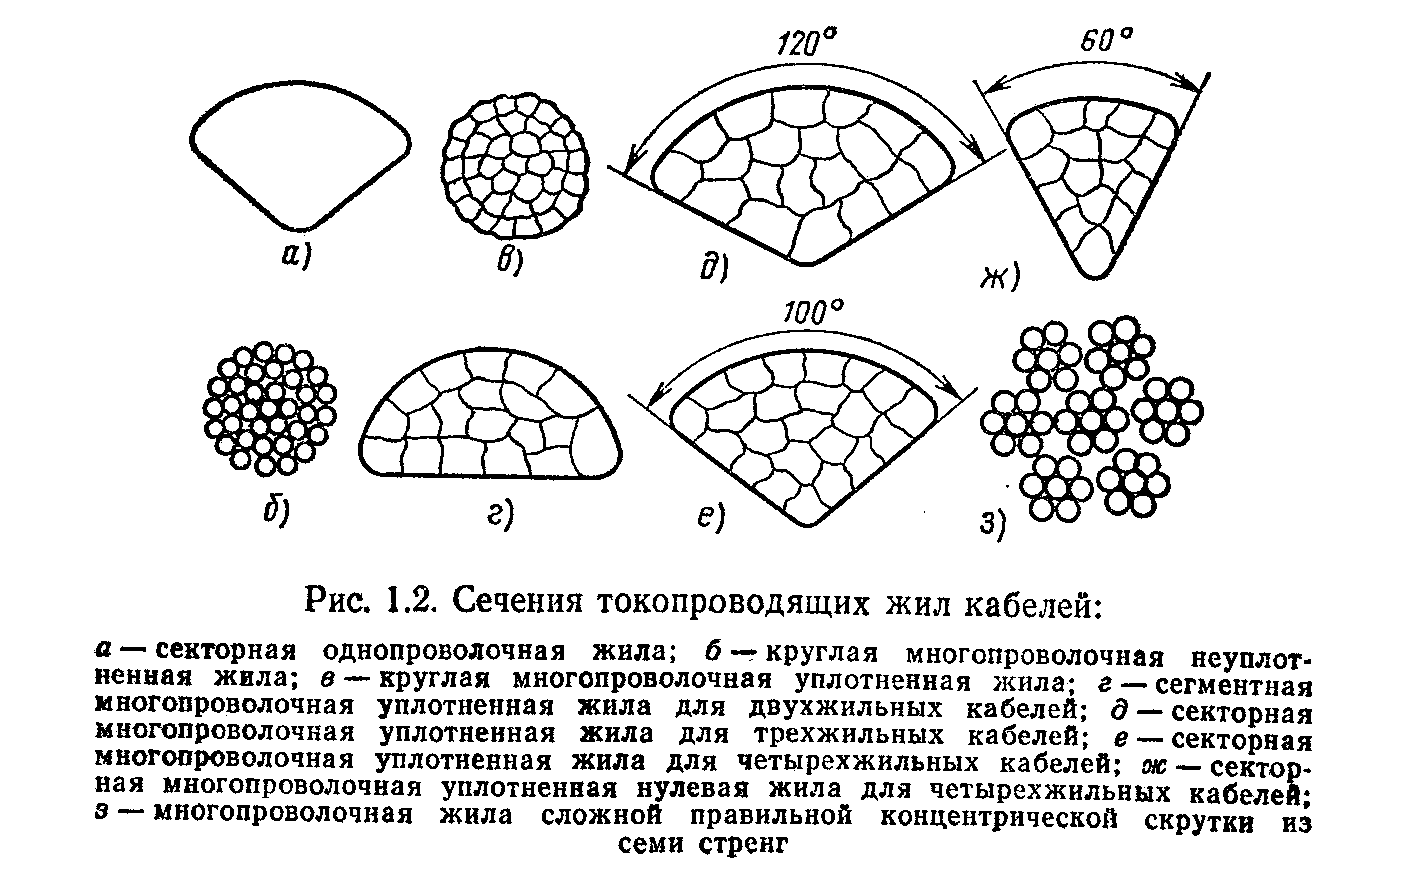 120°
60°
а)
в)
д)
ж)
100°
б)
г)
е)
з)
Рис. 1.2. Сечения токопроводящих жил кабелей:
а — секторная однопроволочная жила; б — круглая многопроволочная неуплот-
ненная жила; в — круглая многопроволочная уплотненная жила; г — сегментная
многопроволочная уплотненная жила для двухжильных кабелей; д — секторная
многопроволочная уплотненная жила для трехжильных кабелей; е — секторная
многопроволочная уплотненная жила для четырехжильных кабелей; ж — сектор-
ная многопроволочная уплотненная нулевая жила для четырехжильных кабелей;
з — многопроволочная жила сложной правильной концентрической скрутки из
семи стренг